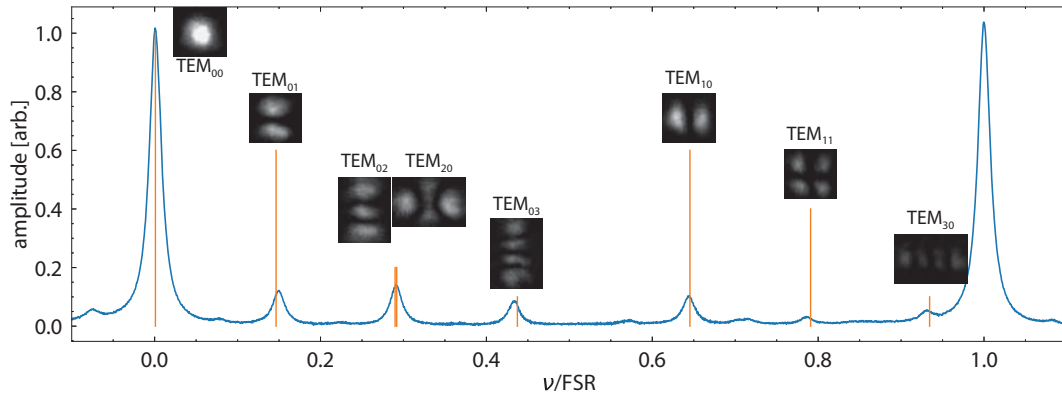 TEM₀₀
TEM₀₁
TEM₀₂
TEM₂₀
TEM₀₃
TEM₁₀
TEM₁₁
TEM₃₀
amplitude [arb.]
1.0
0.8
0.6
0.4
0.2
0.0
0.0
0.2
0.4
0.6
0.8
1.0
ν/FSR